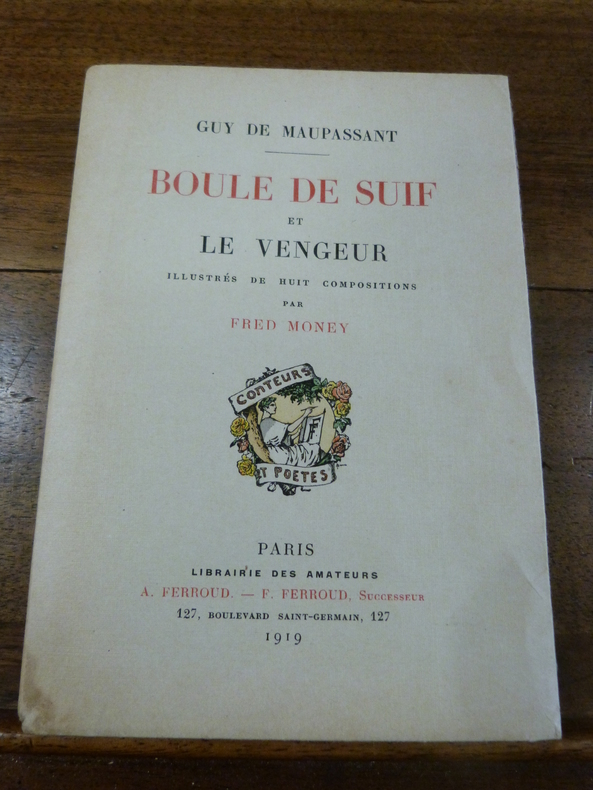 GUY DE MAUPASSANT
BOULE DE SUIF
ET
LE VENGEUR
ILLUSTRÉS DE HUIT COMPOSITIONS
PAR
FRED MONEY
CONTEURS
F
ET POETES
PARIS
LIBRAIRIE DES AMATEURS
A. FERROUD. — F. FERROUD, SUCCESSEUR
127, BOULEVARD SAINT-GERMAIN, 127
1919